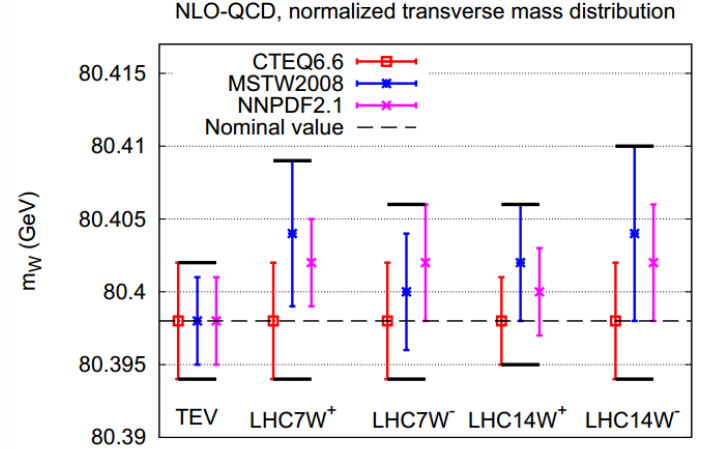 NLO-QCD, normalized transverse mass distribution
CTEQ6.6
MSTW2008
NNPDF2.1
Nominal value
80.415
80.41
80.405
80.4
80.395
80.39
m_W (GeV)
TEV LHC7W⁺ LHC7W⁻ LHC14W⁺ LHC14W⁻